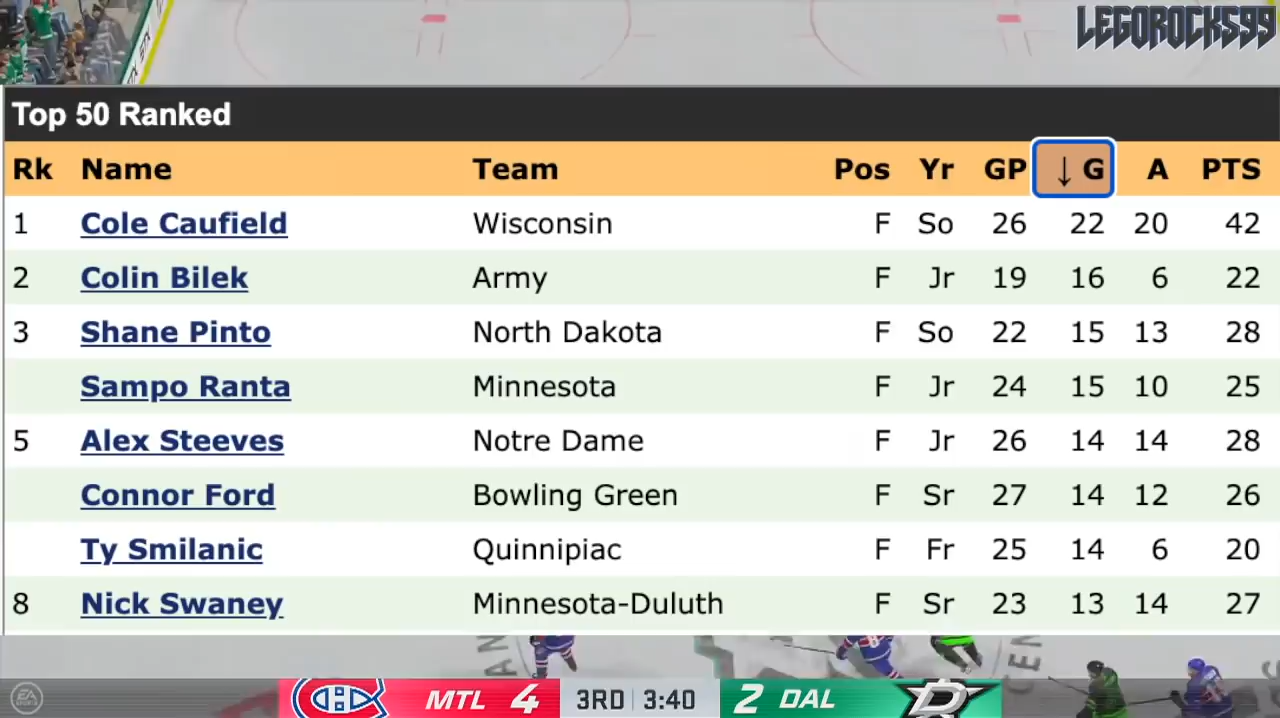 LEGOROCKS99
Top 50 Ranked
Rk Name Team Pos Yr GP ↓ G A PTS
1 Cole Caufield Wisconsin F So 26 22 20 42
2 Colin Bilek Army F Jr 19 16 6 22
3 Shane Pinto North Dakota F So 22 15 13 28
Sampo Ranta Minnesota F Jr 24 15 10 25
5 Alex Steeves Notre Dame F Jr 26 14 14 28
Connor Ford Bowling Green F Sr 27 14 12 26
Ty Smilanic Quinnipiac F Fr 25 14 6 20
8 Nick Swaney Minnesota-Duluth F Sr 23 13 14 27
EA SPORTS MTL 4 3RD 3:40 2 DAL D